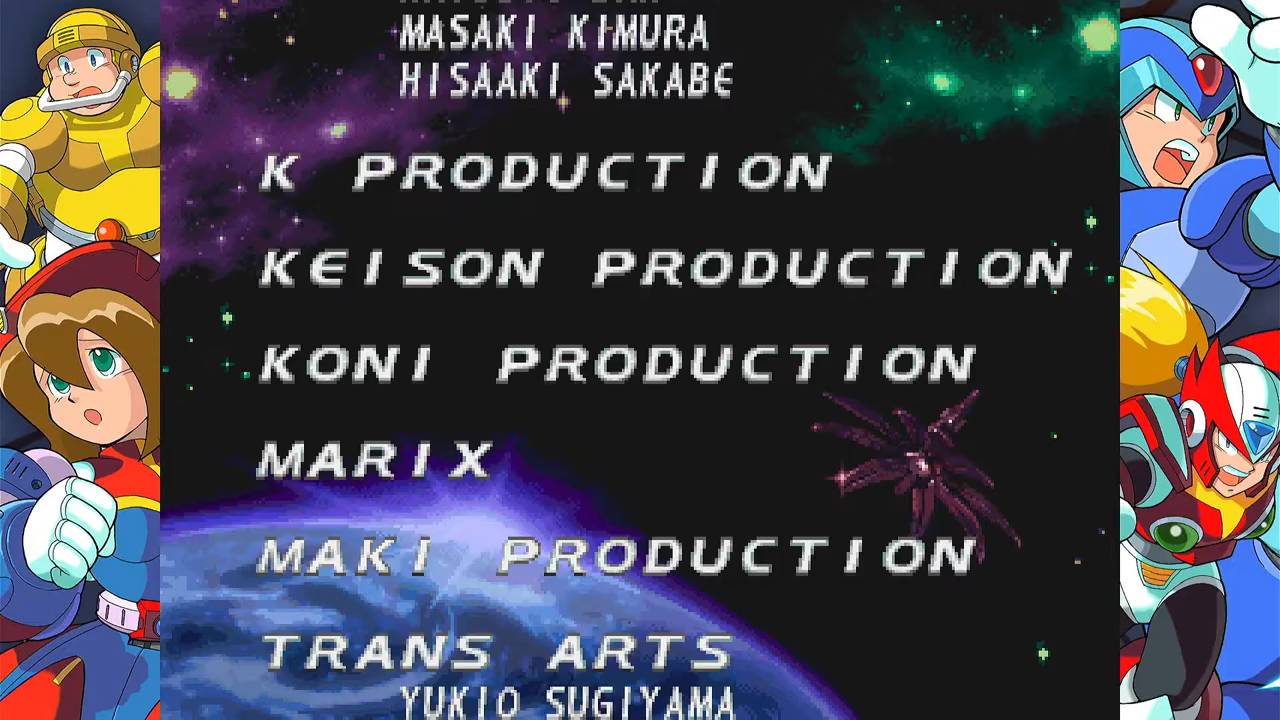 MASAKI KIMURA
HISAAKI SAKABE
K PRODUCTION
KEISON PRODUCTION
KONI PRODUCTION
MARIX
MAKI PRODUCTION
TRANS ARTS
YUKIO SUGIYAMA